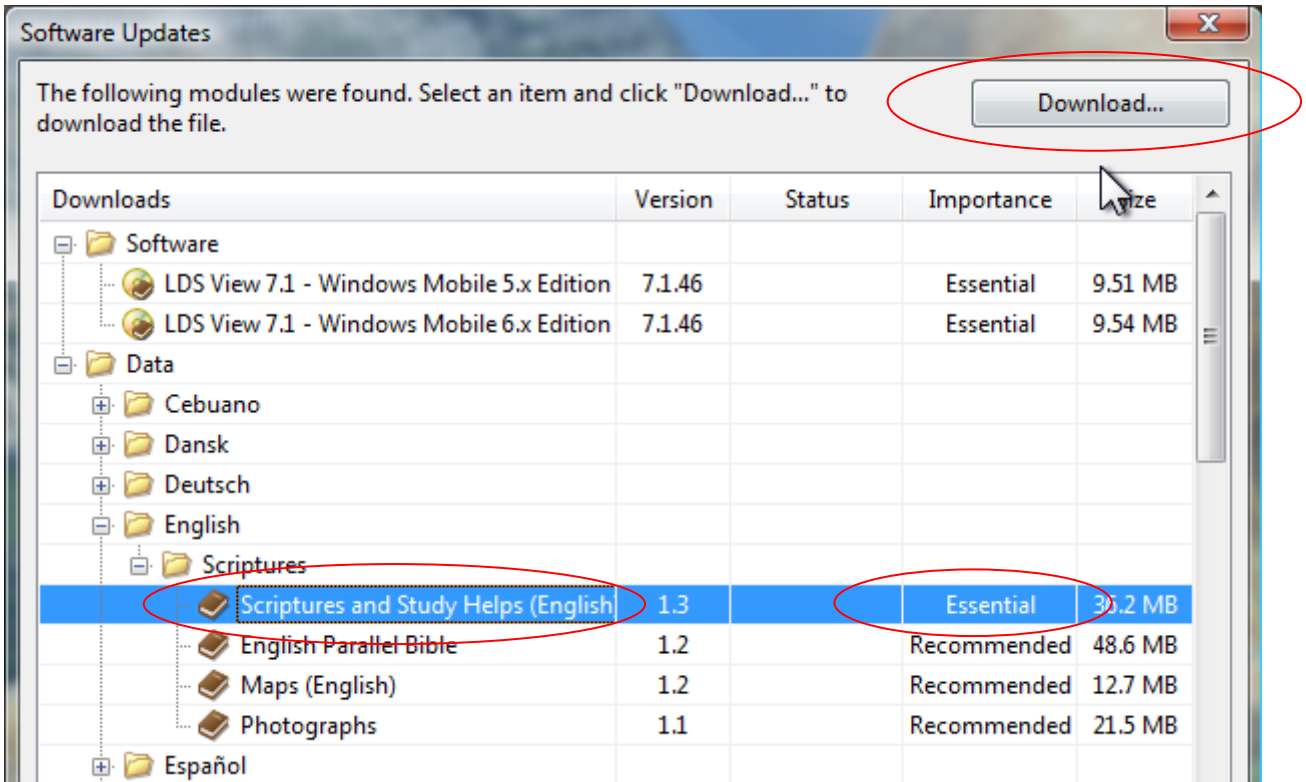 Software Updates
The following modules were found. Select an item and click "Download..." to
download the file.
Download...
Downloads Version Status Importance
Software
LDS View 7.1 - Windows Mobile 5.x Edition 7.1.46 Essential 9.51 MB
LDS View 7.1 - Windows Mobile 6.x Edition 7.1.46 Essential 9.54 MB
Data
Cebuano
Dansk
Deutsch
English
Scriptures
Scriptures and Study Helps (English 1.3 Essential MB
English Parallel Bible 1.2 Recommended 48.6 MB
Maps (English) 1.2 Recommended 12.7 MB
Photographs 1.1 Recommended 21.5 MB
Español